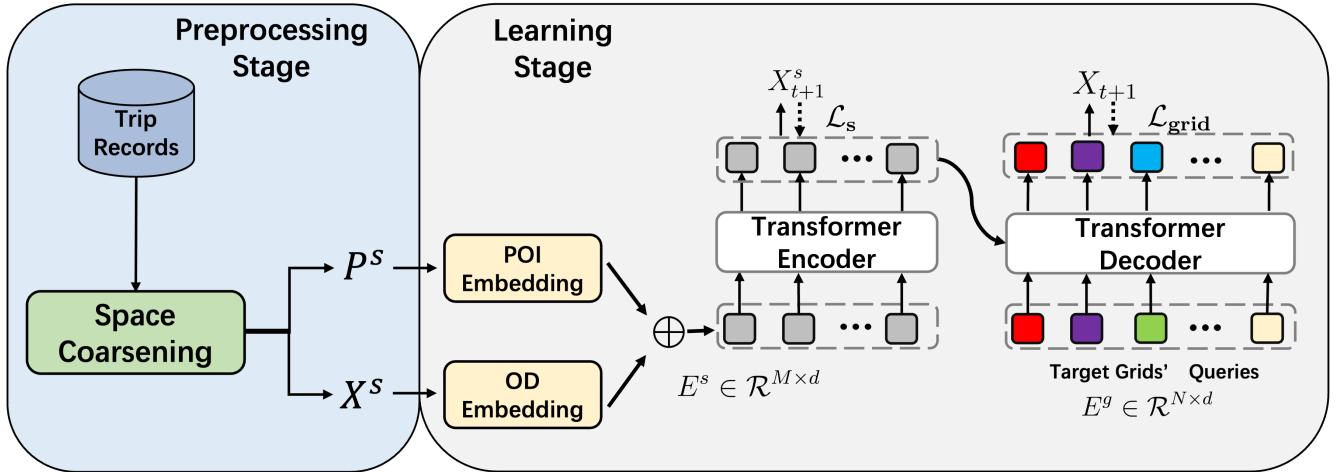 Preprocessing
Stage
Trip
Records
Space
Coarsening
P^s
X^s
Learning
Stage
POI
Embedding
OD
Embedding
⊕
E^s ∈ R^{M×d}
X^s_{t+1}
L_s
...
Transformer
Encoder
...
X_{t+1}
L_grid
...
Transformer
Decoder
...
Target Grids' Queries
E^g ∈ R^{N×d}